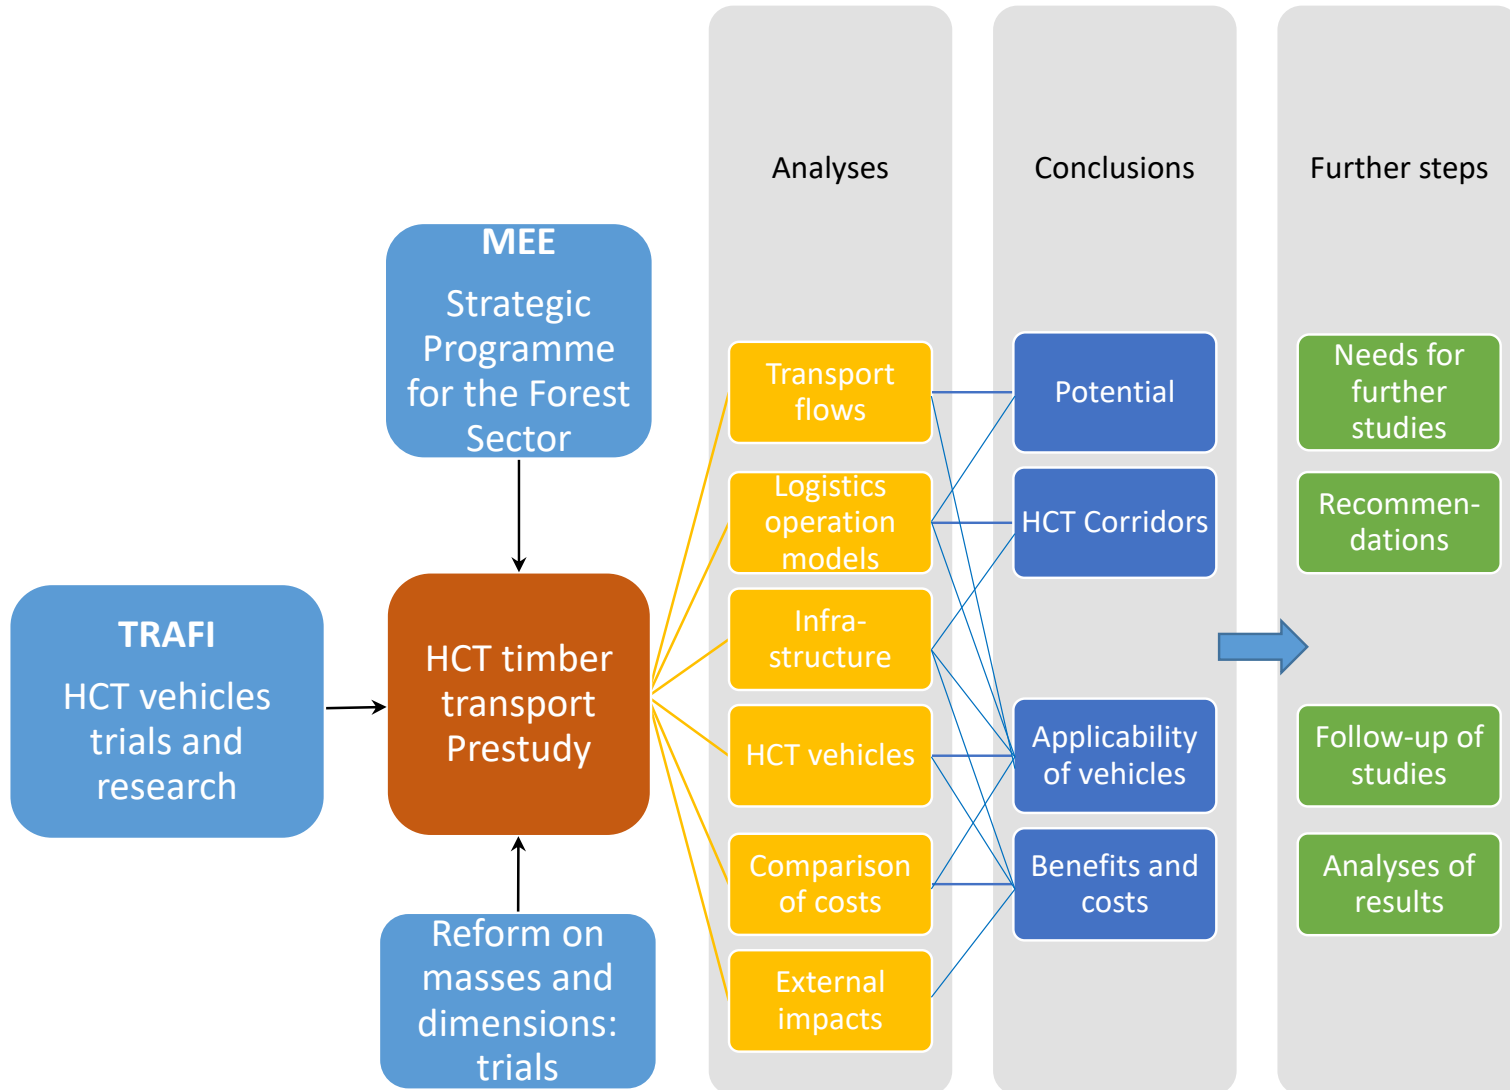 Analyses
Conclusions
Further steps
MEE
Strategic
Programme
for the Forest
Sector
TRAFI
HCT vehicles
trials and
research
HCT timber
transport
Prestudy
Reform on
masses and
dimensions:
trials
Transport
flows
Logistics
operation
models
Infra-
structure
HCT vehicles
Comparison
of costs
External
impacts
Potential
HCT Corridors
Applicability
of vehicles
Benefits and
costs
Needs for
further
studies
Recommen-
dations
Follow-up of
studies
Analyses of
results